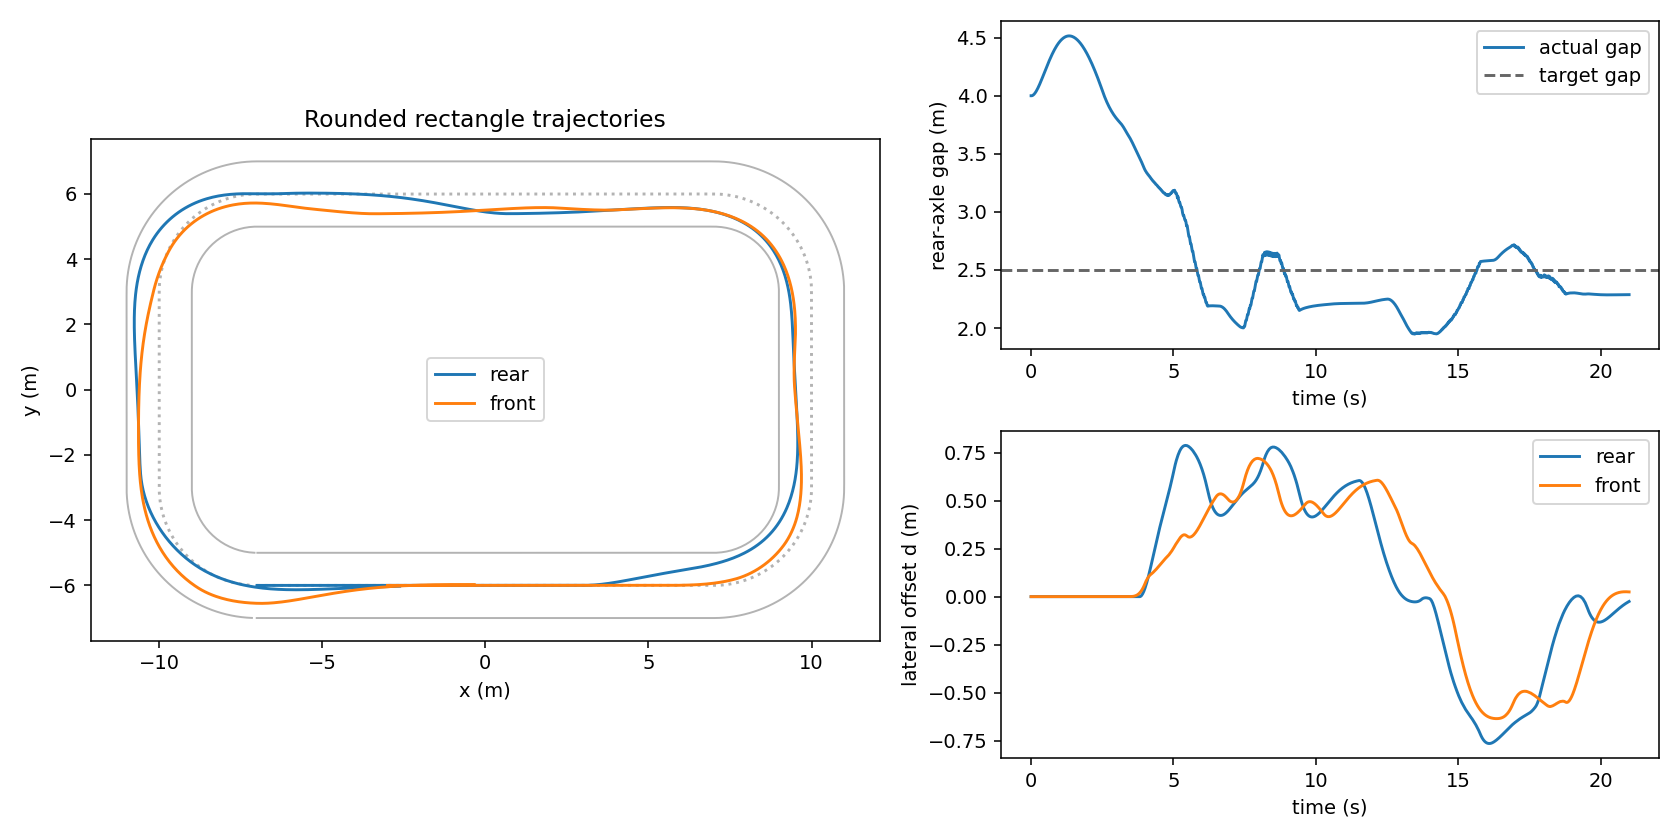 Rounded rectangle trajectories
6
4
2
0
−2
−4
−6
y (m)
−10
−5
0
5
10
x (m)
rear
front
4.5
4.0
3.5
3.0
2.5
2.0
rear-axle gap (m)
actual gap
target gap
0
5
10
15
20
time (s)
0.75
0.50
0.25
0.00
−0.25
−0.50
−0.75
lateral offset d (m)
rear
front
0
5
10
15
20
time (s)